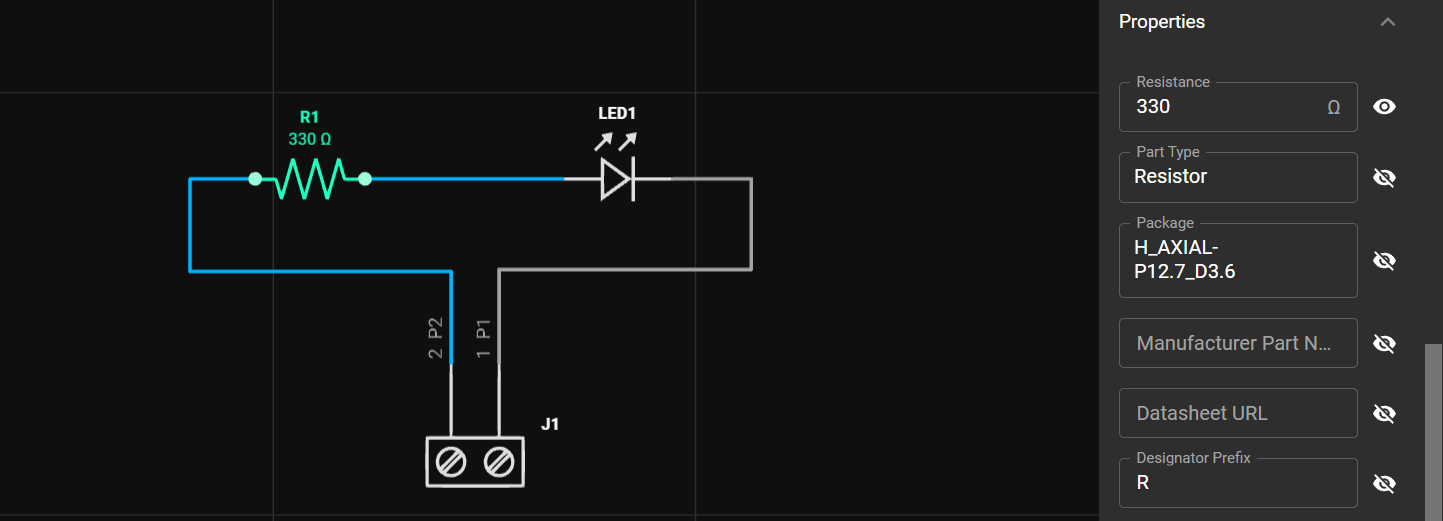 R1
330 Ω
LED1
2 P2
1 P1
J1
Properties
Resistance
330 Ω
Part Type
Resistor
Package
H_AXIAL-
P12.7_D3.6
Manufacturer Part N...
Datasheet URL
Designator Prefix
R